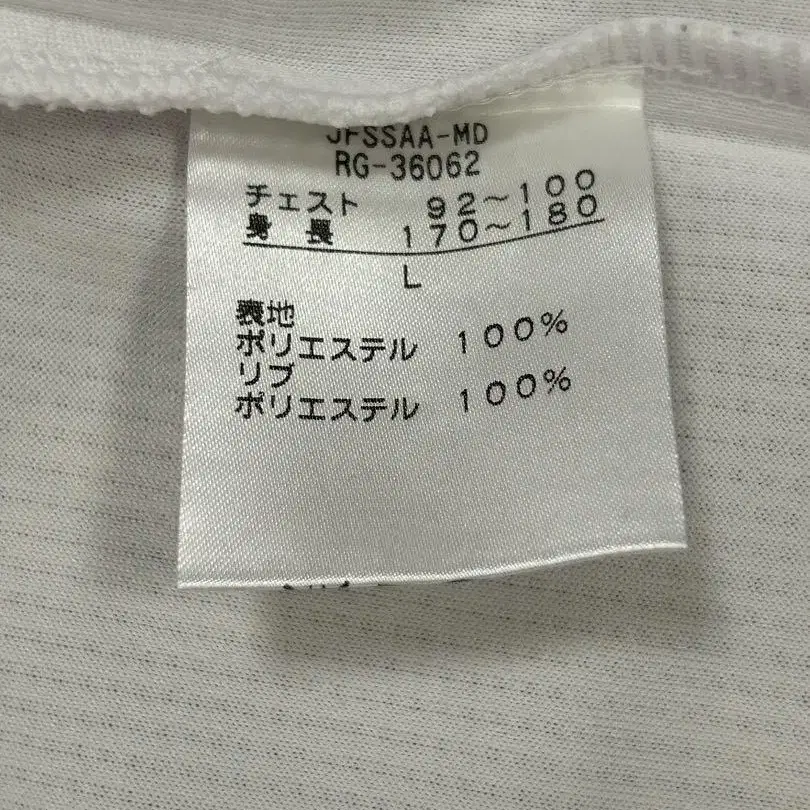 JFSSAA-MD
RG-36062
チェスト 92～100
身長 170～180
L
表地
ポリエステル 100%
リブ
ポリエステル 100%